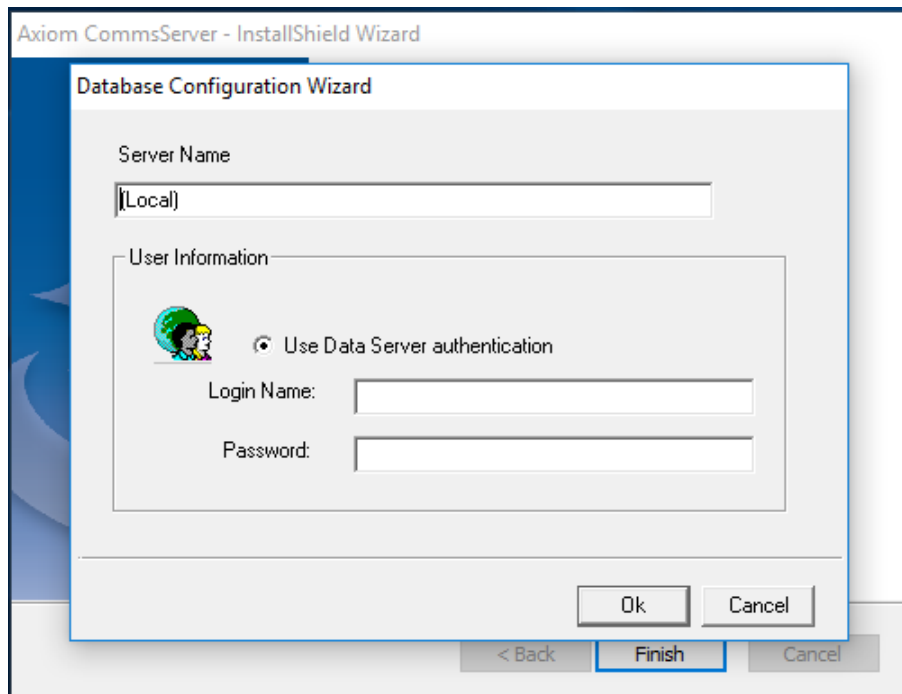 Axiom CommsServer - InstallShield Wizard
Database Configuration Wizard
Server Name
(Local)
User Information
Use Data Server authentication
Login Name:
Password:
Ok
Cancel
< Back
Finish
Cancel